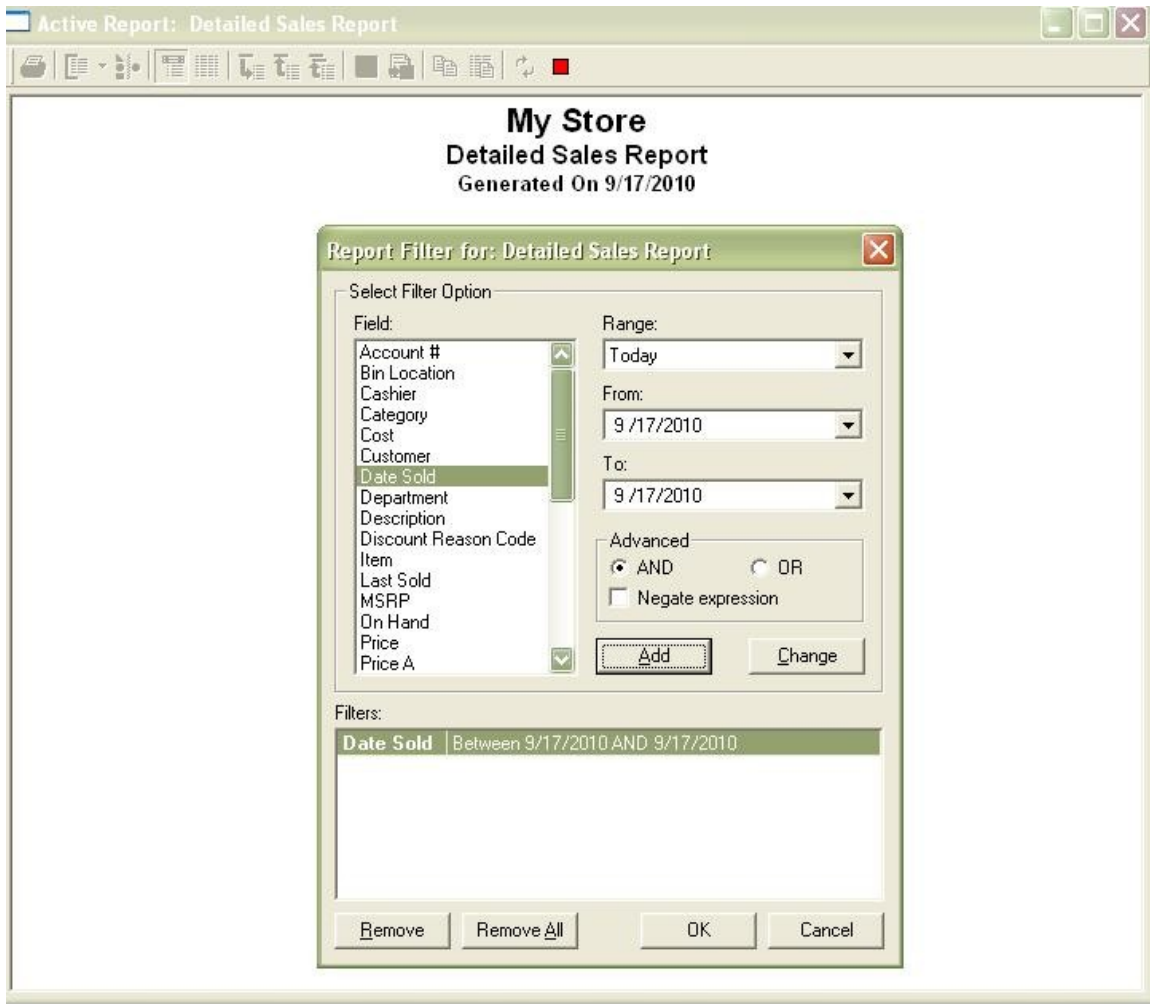 Active Report: Detailed Sales Report
My Store
Detailed Sales Report
Generated On 9/17/2010
Report Filter for: Detailed Sales Report
Select Filter Option
Field:
Account #
Bin Location
Cashier
Category
Cost
Customer
Date Sold
Department
Description
Discount Reason Code
Item
Last Sold
MSRP
On Hand
Price
Price A
Range:
Today
From:
9 /17/2010
To:
9 /17/2010
Advanced
AND OR
Negate expression
Add Change
Filters:
Date Sold Between 9/17/2010 AND 9/17/2010
Remove Remove All OK Cancel